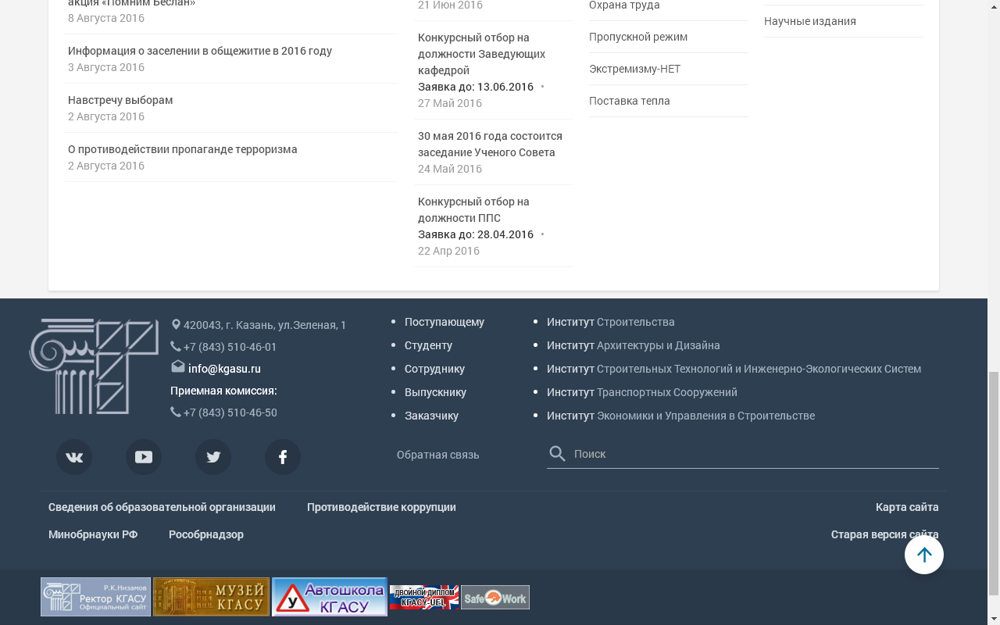 акция «Помним Беслан»
8 Августа 2016
Информация о заселении в общежитие в 2016 году
3 Августа 2016
Навстречу выборам
2 Августа 2016
О противодействии пропаганде терроризма
2 Августа 2016
21 Июн 2016
Конкурсный отбор на
должности Заведующих
кафедрой
Заявка до: 13.06.2016 •
27 Май 2016
30 мая 2016 года состоится
заседание Ученого Совета
24 Май 2016
Конкурсный отбор на
должности ППС
Заявка до: 28.04.2016 •
22 Апр 2016
Охрана труда
Пропускной режим
Экстремизму-НЕТ
Поставка тепла
Научные издания
420043, г. Казань, ул.Зеленая, 1
+7 (843) 510-46-01
info@kgasu.ru
Приемная комиссия:
+7 (843) 510-46-50
Поступающему
Студенту
Сотруднику
Выпускнику
Заказчику
Институт Строительства
Институт Архитектуры и Дизайна
Институт Строительных Технологий и Инженерно-Экологических Систем
Институт Транспортных Сооружений
Институт Экономики и Управления в Строительстве
Обратная связь
Поиск
Сведения об образовательной организации
Противодействие коррупции
Карта сайта
Минобрнауки РФ
Рособрнадзор
Старая версия сайта
Р.К.Низамов
Ректор КГАСУ
Официальный сайт
МУЗЕЙ
КГАСУ
Автошкола
КГАСУ
У
ДВОЙНОЙ ДИПЛОМ
КГАСУ-UEL
Safe Work